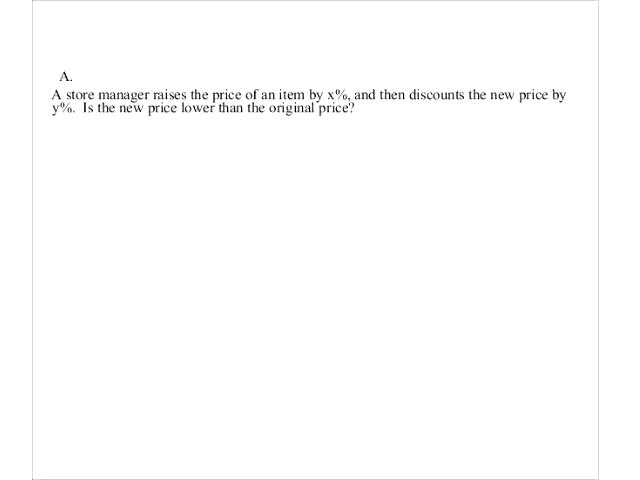 A.
A store manager raises the price of an item by x%, and then discounts the new price by
y%.  Is the new price lower than the original price?